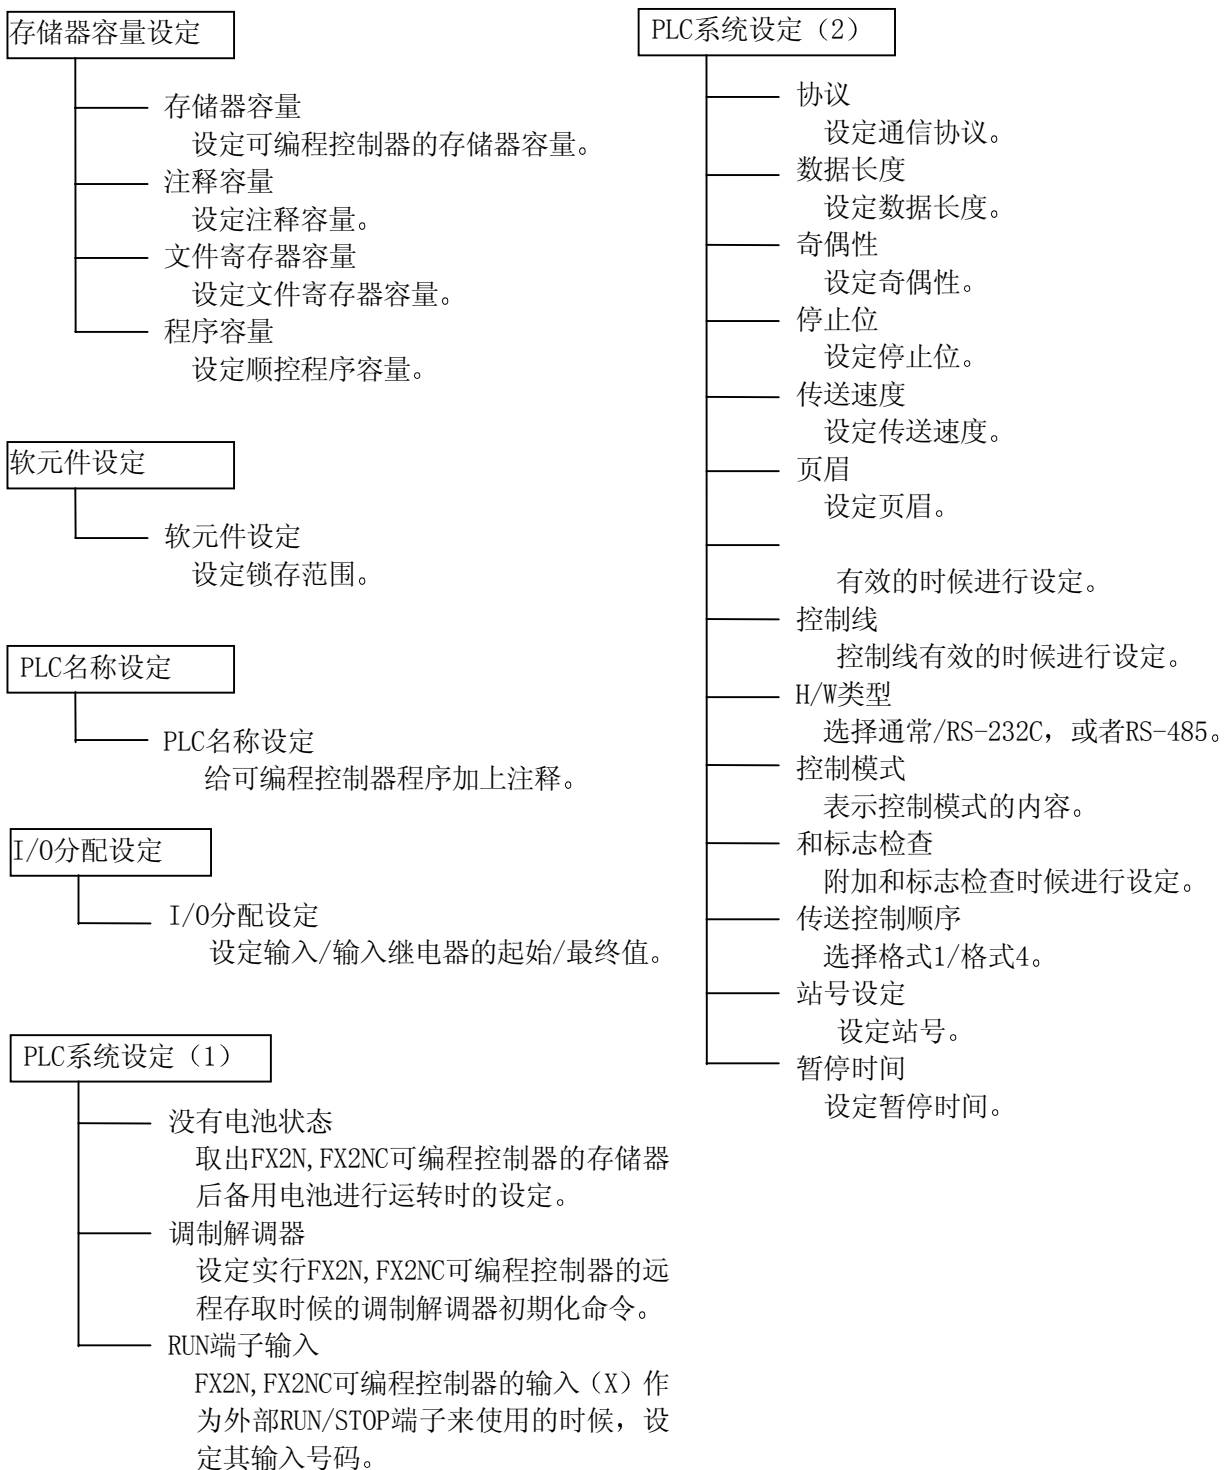 存储器容量设定
存储器容量
设定可编程控制器的存储器容量。
注释容量
设定注释容量。
文件寄存器容量
设定文件寄存器容量。
程序容量
设定顺控程序容量。
软元件设定
软元件设定
设定锁存范围。
PLC名称设定
PLC名称设定
给可编程控制器程序加上注释。
I/O分配设定
I/O分配设定
设定输入/输入继电器的起始/最终值。
PLC系统设定（1）
没有电池状态
取出FX2N,FX2NC可编程控制器的存储器
后备用电池进行运转时的设定。
调制解调器
设定实行FX2N,FX2NC可编程控制器的远
程存取时候的调制解调器初期化命令。
RUN端子输入
FX2N,FX2NC可编程控制器的输入（X）作
为外部RUN/STOP端子来使用的时候，设
定其输入号码。
PLC系统设定（2）
协议
设定通信协议。
数据长度
设定数据长度。
奇偶性
设定奇偶性。
停止位
设定停止位。
传送速度
设定传送速度。
页眉
设定页眉。
有效的时候进行设定。
控制线
控制线有效的时候进行设定。
H/W类型
选择通常/RS-232C，或者RS-485。
控制模式
表示控制模式的内容。
和标志检查
附加和标志检查时候进行设定。
传送控制顺序
选择格式1/格式4。
站号设定
设定站号。
暂停时间
设定暂停时间。